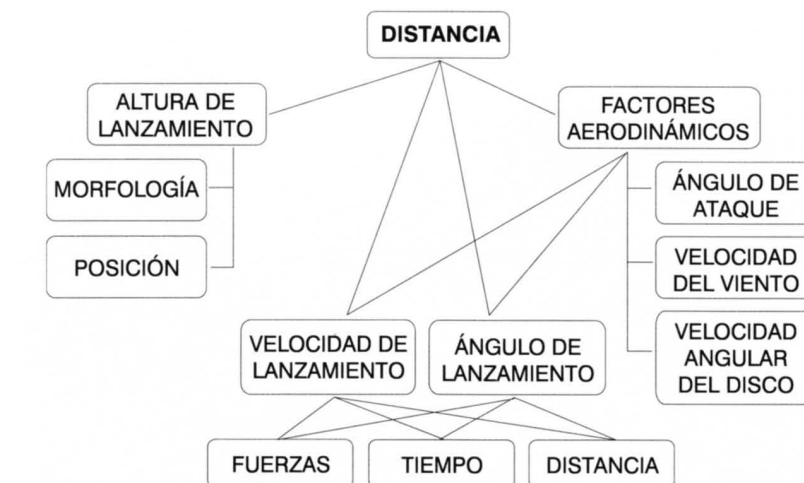 DISTANCIA
ALTURA DE
LANZAMIENTO
FACTORES
AERODINÁMICOS
MORFOLOGÍA
POSICIÓN
ÁNGULO DE
ATAQUE
VELOCIDAD
DEL VIENTO
VELOCIDAD
ANGULAR
DEL DISCO
VELOCIDAD DE
LANZAMIENTO
ÁNGULO DE
LANZAMIENTO
FUERZAS
TIEMPO
DISTANCIA